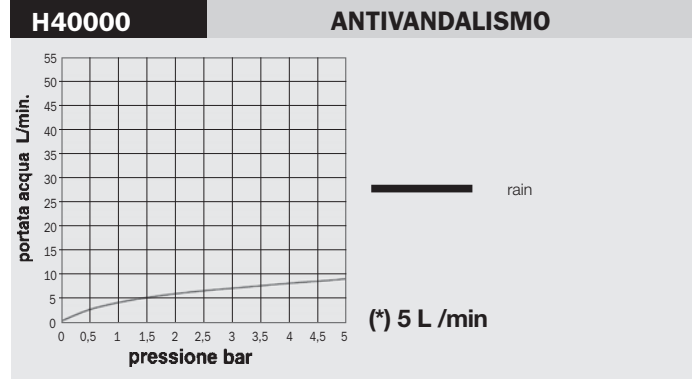 H40000 ANTIVANDALISMO
portata acqua L/min.
55
50
45
40
35
30
25
20
15
10
5
0
0 0,5 1 1,5 2 2,5 3 3,5 4 4,5 5
pressione bar
rain
(*) 5 L /min